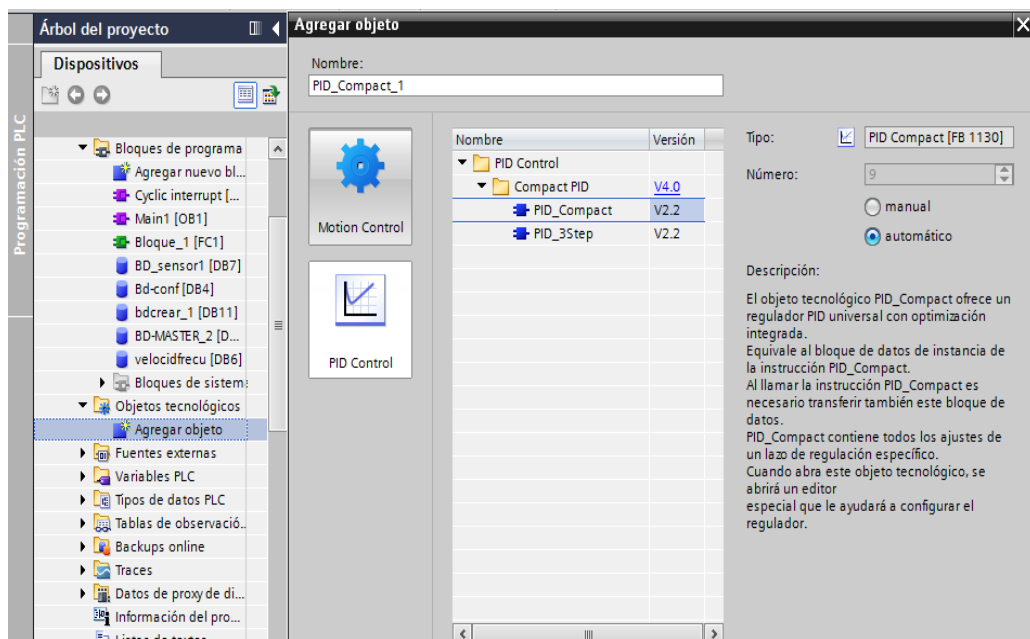 Programación PLC
Árbol del proyecto
Dispositivos
Bloques de programa
Agregar nuevo bl...
Cyclic interrupt [...
Main1 [OB1]
Bloque_1 [FC1]
BD_sensor1 [DB7]
Bd-conf [DB4]
bdcrear_1 [DB11]
BD-MASTER_2 [D...
velocidfrecu [DB6]
Bloques de sistem
Objetos tecnológicos
Agregar objeto
Fuentes externas
Variables PLC
Tipos de datos PLC
Tablas de observació..
Backups online
Traces
Datos de proxy de di...
Información del pro...
Listas de textos
Agregar objeto
Nombre:
PID_Compact_1
Motion Control
PID Control
Nombre Versión
PID Control
Compact PID V4.0
PID_Compact V2.2
PID_3Step V2.2
Tipo: PID Compact [FB 1130]
Número: 9
manual
automático
Descripción:
El objeto tecnológico PID_Compact ofrece un
regulador PID universal con optimización
integrada.
Equivale al bloque de datos de instancia de
la instrucción PID_Compact.
Al llamar la instrucción PID_Compact es
necesario transferir también este bloque de
datos.
PID_Compact contiene todos los ajustes de
un lazo de regulación específico.
Cuando abra este objeto tecnológico, se
abrirá un editor
especial que le ayudará a configurar el
regulador.